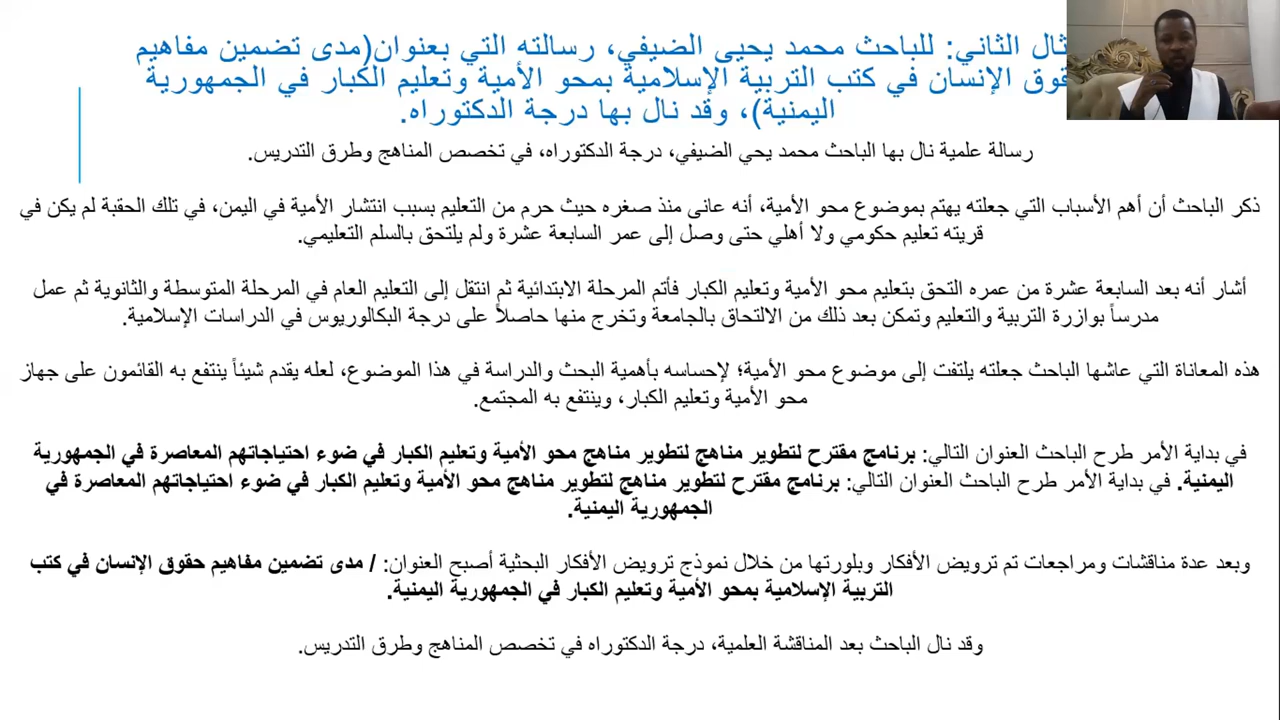 ثال الثاني: للباحث محمد يحيى الضيفي، رسالته التي بعنوان(مدى تضمين مفاهيم
قوق الإنسان في كتب التربية الإسلامية بمحو الأمية وتعليم الكبار في الجمهورية
اليمنية)، وقد نال بها درجة الدكتوراه.
رسالة علمية نال بها الباحث محمد يحي الضيفي، درجة الدكتوراه، في تخصص المناهج وطرق التدريس.
ذكر الباحث أن أهم الأسباب التي جعلته يهتم بموضوع محو الأمية، أنه عانى منذ صغره حيث حرم من التعليم بسبب انتشار الأمية في اليمن، في تلك الحقبة لم يكن في
قريته تعليم حكومي ولا أهلي حتى وصل إلى عمر السابعة عشرة ولم يلتحق بالسلم التعليمي.
أشار أنه بعد السابعة عشرة من عمره التحق بتعليم محو الأمية وتعليم الكبار فأتم المرحلة الابتدائية ثم انتقل إلى التعليم العام في المرحلة المتوسطة والثانوية ثم عمل
مدرساً بوازرة التربية والتعليم وتمكن بعد ذلك من الالتحاق بالجامعة وتخرج منها حاصلاً على درجة البكالوريوس في الدراسات الإسلامية.
هذه المعاناة التي عاشها الباحث جعلته يلتفت إلى موضوع محو الأمية؛ لإحساسه بأهمية البحث والدراسة في هذا الموضوع، لعله يقدم شيئاً ينتفع به القائمون على جهاز
محو الأمية وتعليم الكبار، وينتفع به المجتمع.
في بداية الأمر طرح الباحث العنوان التالي: برنامج مقترح لتطوير مناهج لتطوير مناهج محو الأمية وتعليم الكبار في ضوء احتياجاتهم المعاصرة في الجمهورية
اليمنية. في بداية الأمر طرح الباحث العنوان التالي: برنامج مقترح لتطوير مناهج لتطوير مناهج محو الأمية وتعليم الكبار في ضوء احتياجاتهم المعاصرة في
الجمهورية اليمنية.
وبعد عدة مناقشات ومراجعات تم ترويض الأفكار وبلورتها من خلال نموذج ترويض الأفكار البحثية أصبح العنوان: / مدى تضمين مفاهيم حقوق الإنسان في كتب
التربية الإسلامية بمحو الأمية وتعليم الكبار في الجمهورية اليمنية.
وقد نال الباحث بعد المناقشة العلمية، درجة الدكتوراه في تخصص المناهج وطرق التدريس.